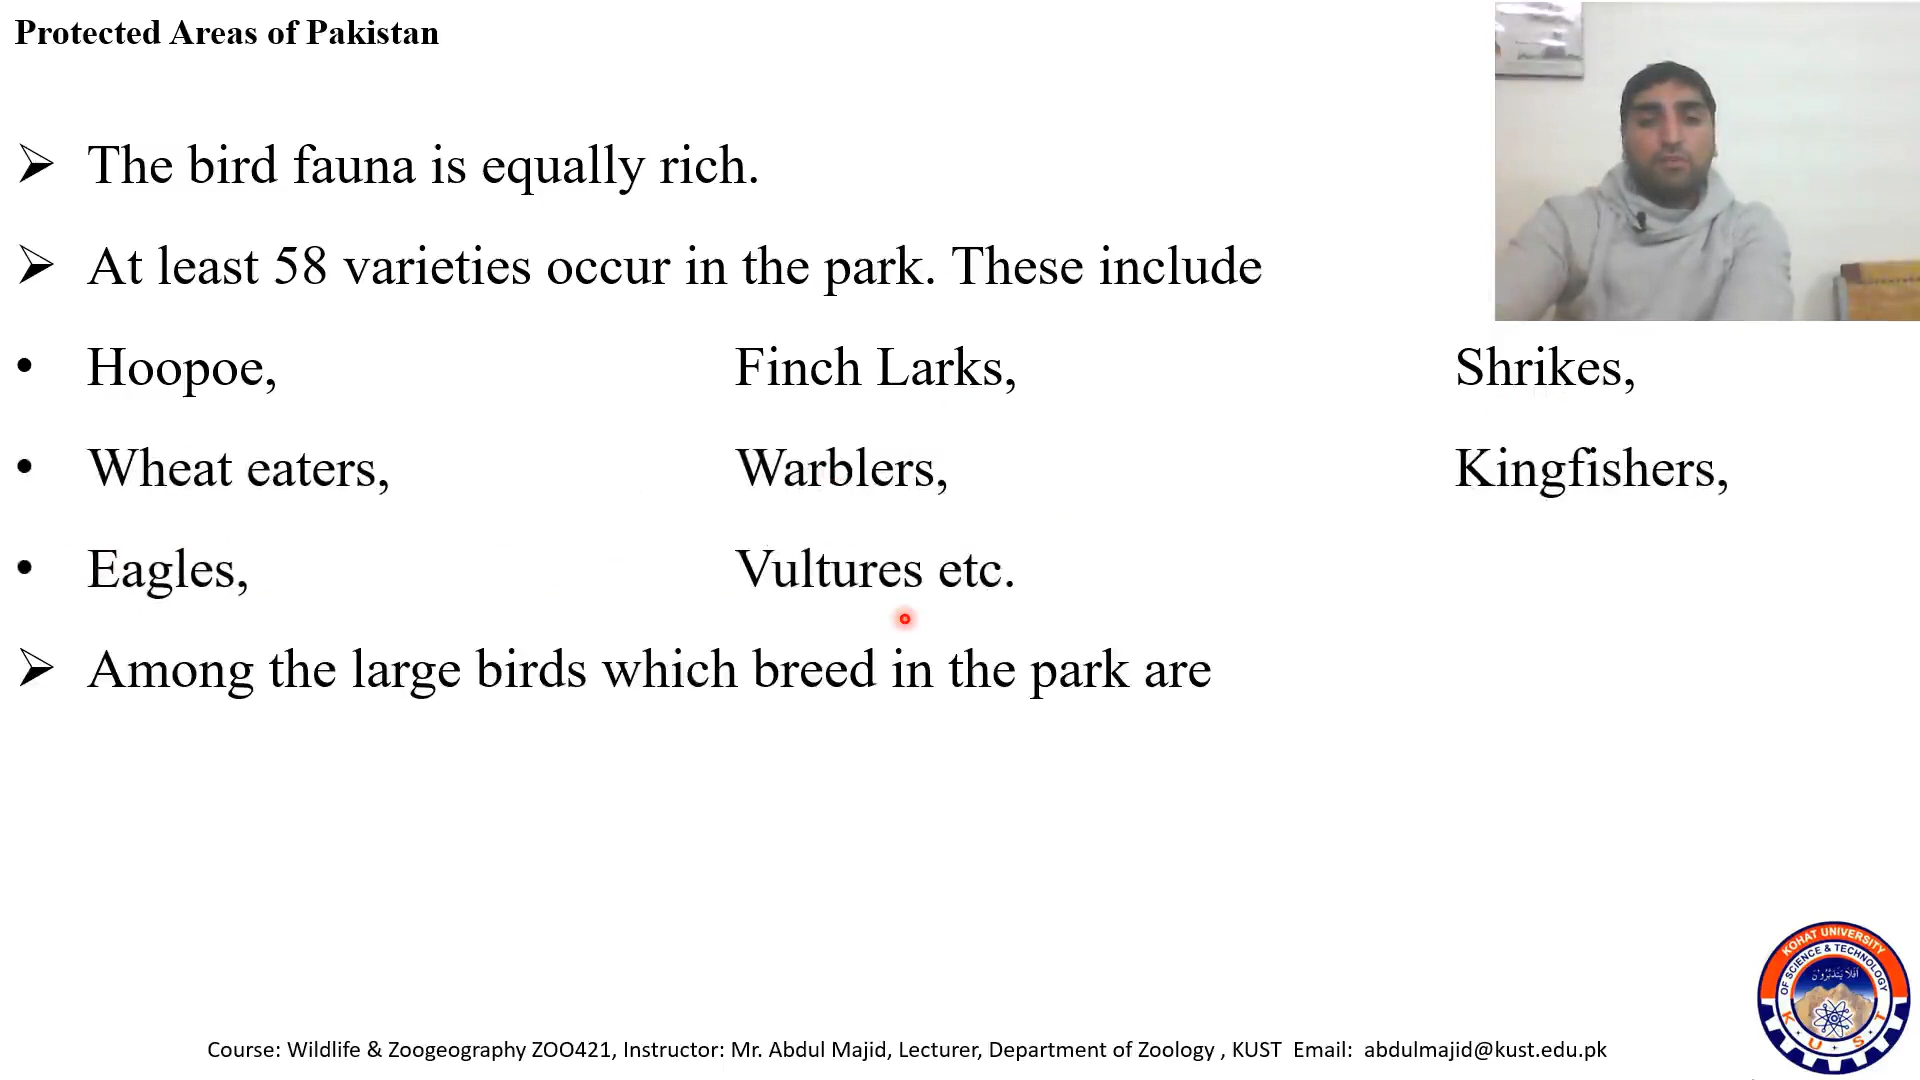 Protected Areas of Pakistan
➢ The bird fauna is equally rich.
➢ At least 58 varieties occur in the park. These include
• Hoopoe, Finch Larks, Shrikes,
• Wheat eaters, Warblers, Kingfishers,
• Eagles, Vultures etc.
➢ Among the large birds which breed in the park are
KOHAT UNIVERSITY
OF SCIENCE & TECHNOLOGY
K U S T
Course: Wildlife & Zoogeography ZOO421, Instructor: Mr. Abdul Majid, Lecturer, Department of Zoology , KUST Email: abdulmajid@kust.edu.pk